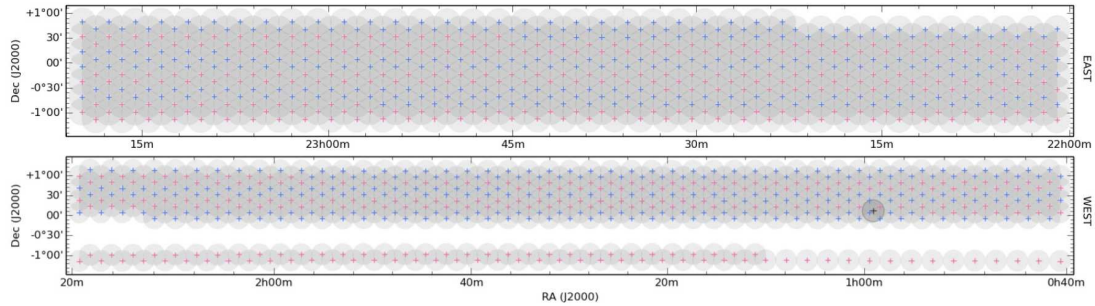 +1°00'
30'
00'
-0°30'
-1°00'
Dec (J2000)
EAST
15m
23h00m
45m
30m
15m
22h00m
+1°00'
30'
00'
-0°30'
-1°00'
Dec (J2000)
WEST
20m
2h00m
40m
20m
1h00m
0h40m
RA (J2000)